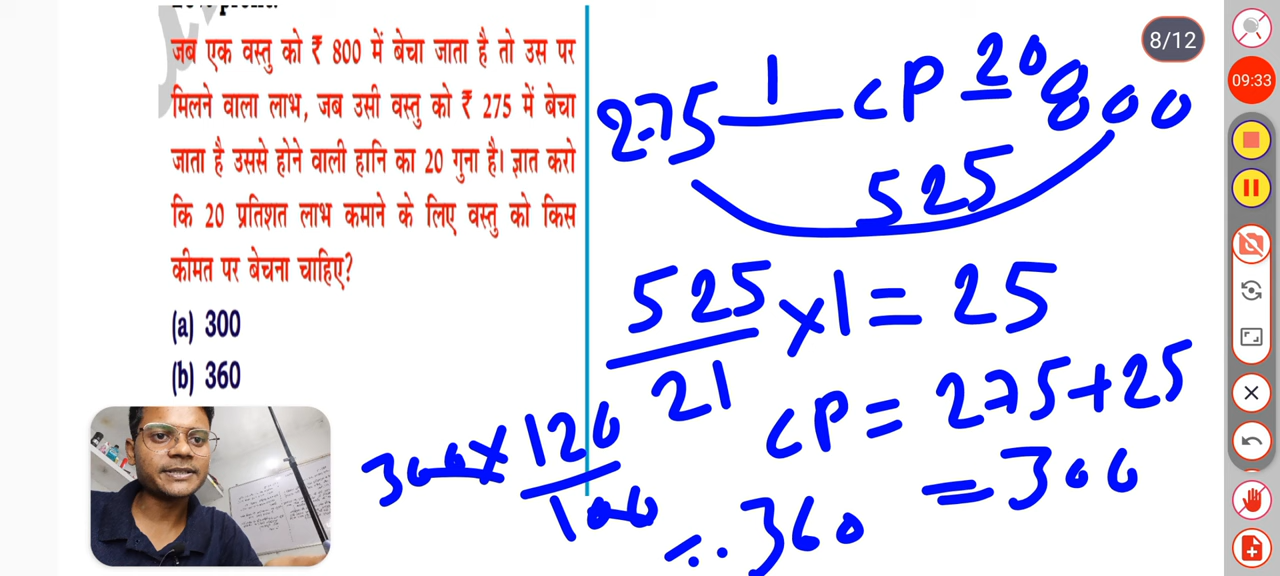 जब एक वस्तु को ₹ 800 में बेचा जाता है तो उस पर
मिलने वाला लाभ, जब उसी वस्तु को ₹ 275 में बेचा
जाता है उससे होने वाली हानि का 20 गुना है। ज्ञात करो
कि 20 प्रतिशत लाभ कमाने के लिए वस्तु को किस
कीमत पर बेचना चाहिए?
(a) 300
(b) 360
8/12
09:33
275 1 CP 20 800
525
525/21 × 1 = 25
CP = 275+25
= 300
300 × 120/100 = 360